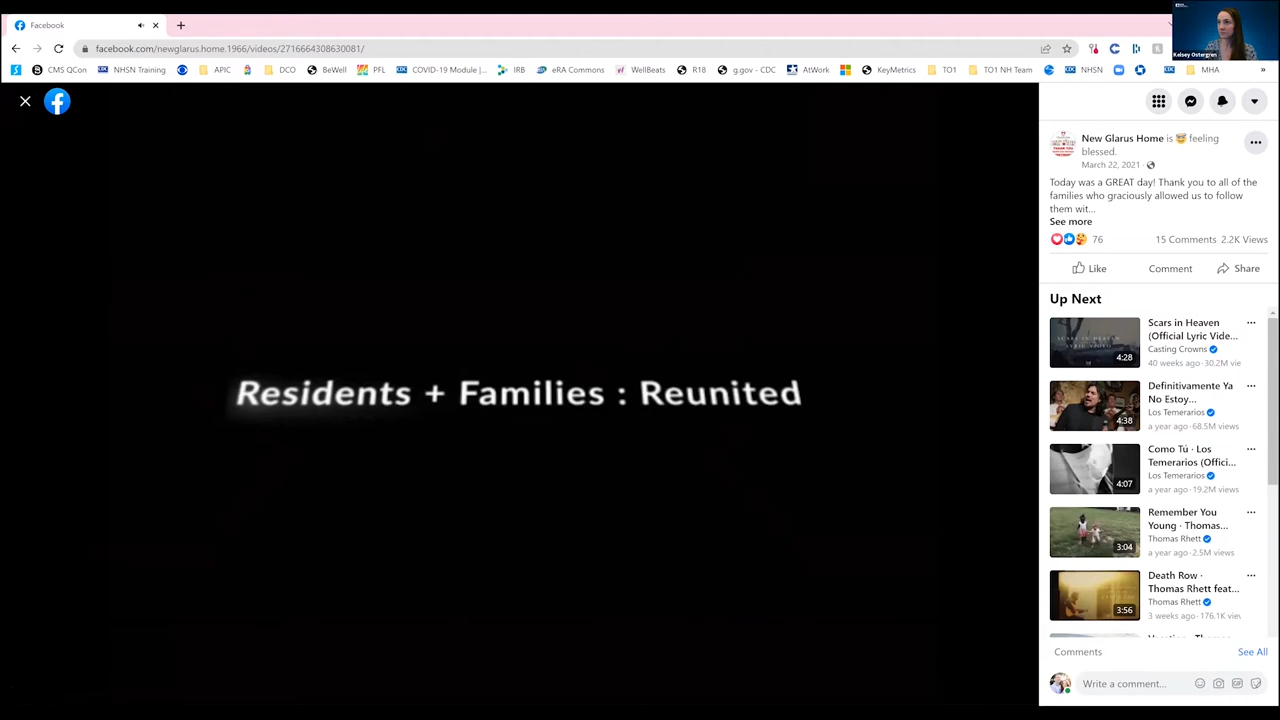 Facebook
Kelsey Ostergren
facebook.com/newglarus.home.1966/videos/2716664308630081/
CMS QCon
NHSN Training
APIC
DCO
BeWell
PFL
COVID-19 Mod...
eRA Commons
WellBeats
R18
g.gov - CDC
AtWork
KeyMetrics
TO1
TO1 NH Team
NHSN
MHA
Residents + Families : Reunited
New Glarus Home is 😇 feeling
blessed.
March 22, 2021 ·
Today was a GREAT day! Thank you to all of the
families who graciously allowed us to follow
them wit...
See more
76
15 Comments 2.2K Views
Like
Comment
Share
Up Next
Scars in Heaven
(Official Lyric Vide...
Casting Crowns
40 weeks ago · 30.2M vie
4:28
Definitivamente Ya
No Estoy...
Los Temerarios
a year ago · 68.5M views
4:38
Como Tú · Los
Temerarios (Offici...
Los Temerarios
a year ago · 19.2M views
4:07
Remember You
Young · Thomas...
Thomas Rhett
a year ago · 2.5M views
3:04
Death Row ·
Thomas Rhett feat...
Thomas Rhett
3 weeks ago · 176.1K vie
3:56
Comments
See All
Write a comment...
GIF